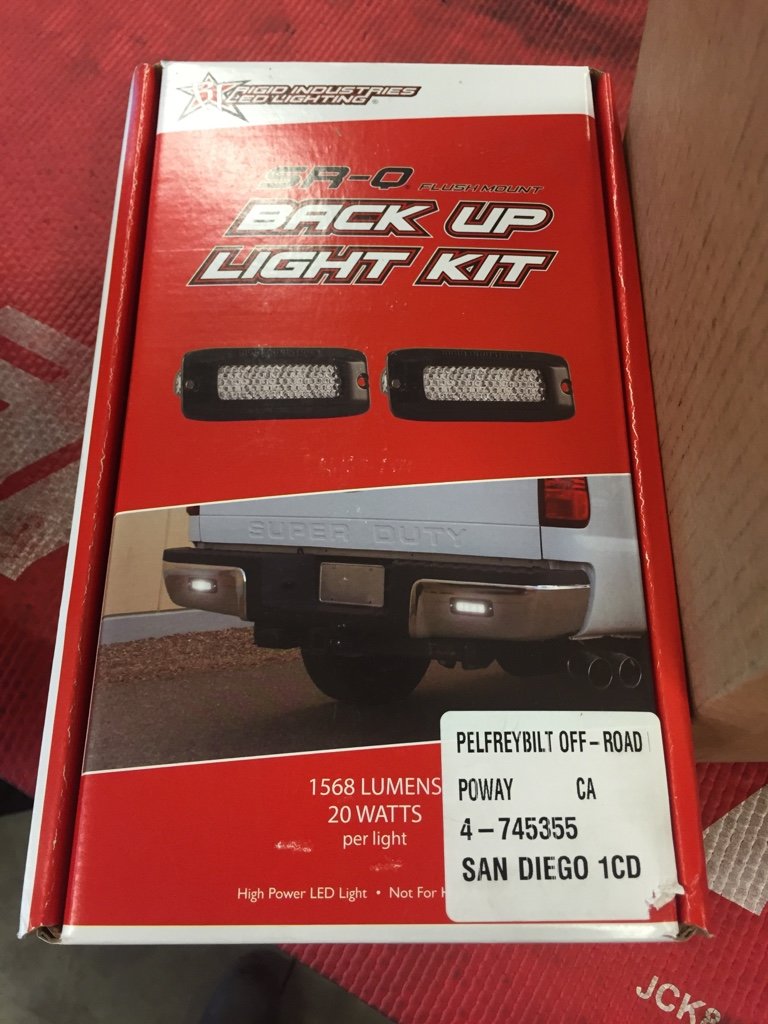 RIGID INDUSTRIES
LED LIGHTING®
SR-Q FLUSH MOUNT
BACK UP
LIGHT KIT
SUPER DUTY
1568 LUMENS
20 WATTS
per light
High Power LED Light • Not For
PELFREYBILT OFF-ROAD
POWAY CA
4-745355
SAN DIEGO 1CD
JCK&